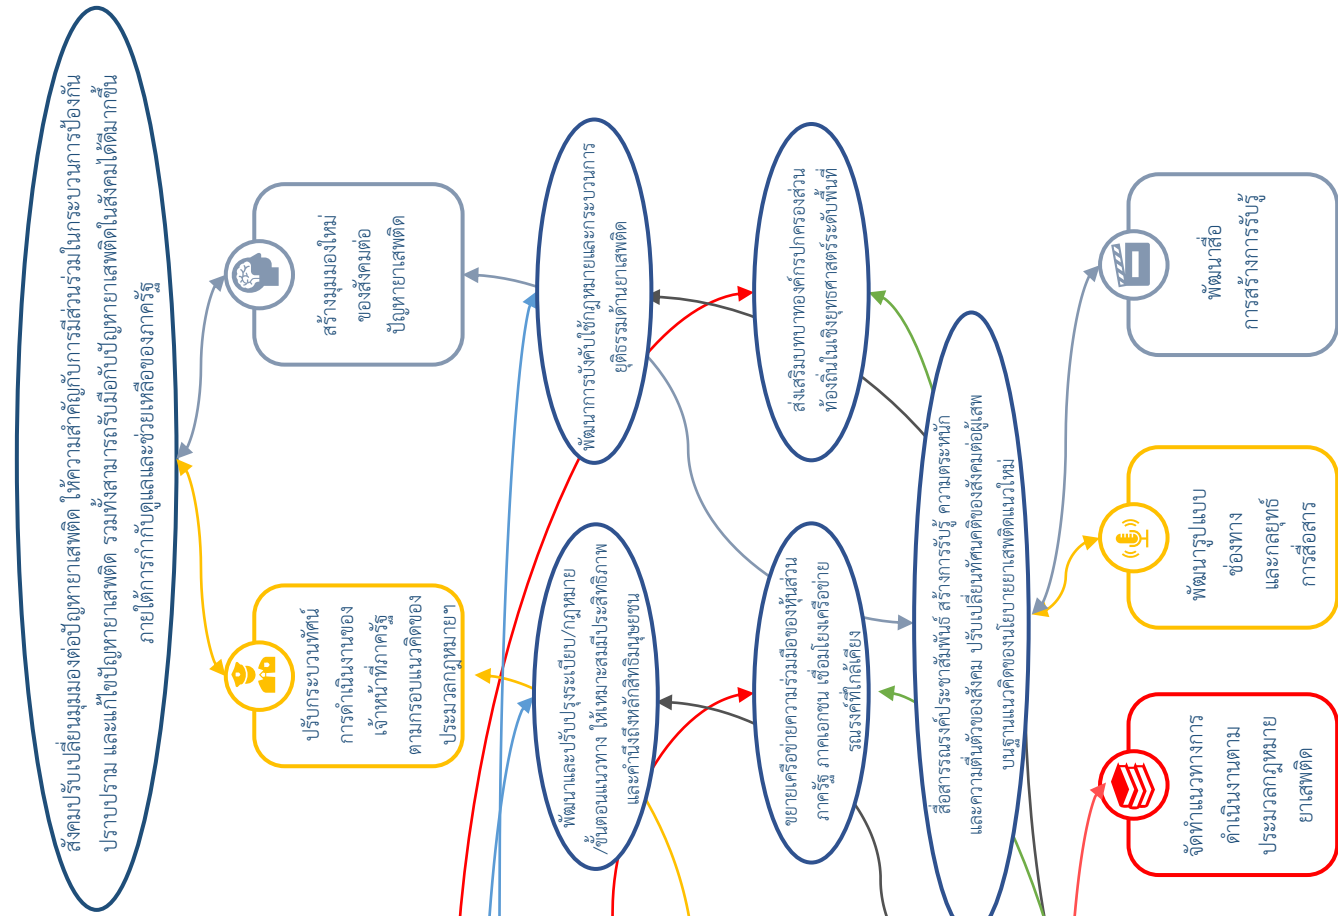 สังคมปรับเปลี่ยนมุมมองต่อปัญหายาเสพติด ให้ความสำคัญกับการมีส่วนร่วมในกระบวนการป้องกัน
ปราบปราม และแก้ไขปัญหายาเสพติด รวมทั้งสามารถรับมือกับปัญหายาเสพติดในสังคมได้ดีมากขึ้น
ภายใต้การกำกับดูแลและช่วยเหลือของภาครัฐ
ปรับกระบวนทัศน์
การดำเนินงานของ
เจ้าหน้าที่ภาครัฐ
ตามกรอบแนวคิดของ
ประมวลกฎหมายฯ
สร้างมุมมองใหม่
ของสังคมต่อ
ปัญหายาเสพติด
พัฒนาและปรับปรุงระเบียบ/กฎหมาย
/ขั้นตอนแนวทาง ให้เหมาะสมมีประสิทธิภาพ
และคำนึงถึงหลักสิทธิมนุษยชน
พัฒนาการบังคับใช้กฎหมายและกระบวนการ
ยุติธรรมด้านยาเสพติด
ขยายเครือข่ายความร่วมมือของหุ้นส่วน
ภาครัฐ ภาคเอกชน เชื่อมโยงเครือข่าย
รณรงค์ที่ใกล้เคียง
ส่งเสริมบทบาทองค์กรปกครองส่วน
ท้องถิ่นในเชิงยุทธศาสตร์ระดับพื้นที่
สื่อสารรณรงค์ประชาสัมพันธ์ สร้างการรับรู้ ความตระหนัก
และความตื่นตัวของสังคม ปรับเปลี่ยนทัศนคติของสังคมต่อผู้เสพ
บนฐานแนวคิดของนโยบายยาเสพติดแนวใหม่
จัดทำแนวทางการ
ดำเนินงานตาม
ประมวลกฎหมาย
ยาเสพติด
พัฒนารูปแบบ
ช่องทาง
และกลยุทธ์
การสื่อสาร
พัฒนาสื่อ
การสร้างการรับรู้